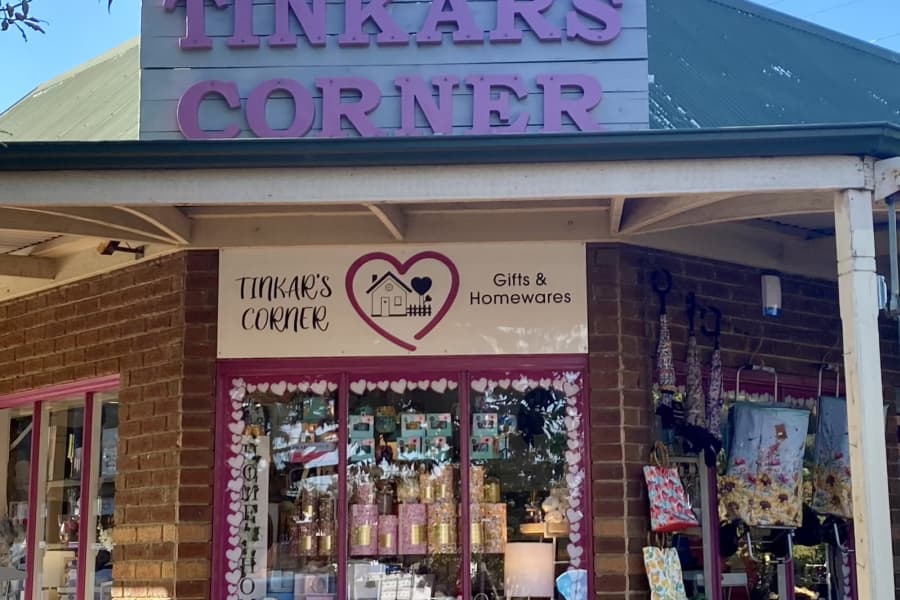 TINKARS
CORNER
TINKAR'S
CORNER
Gifts &
Homewares